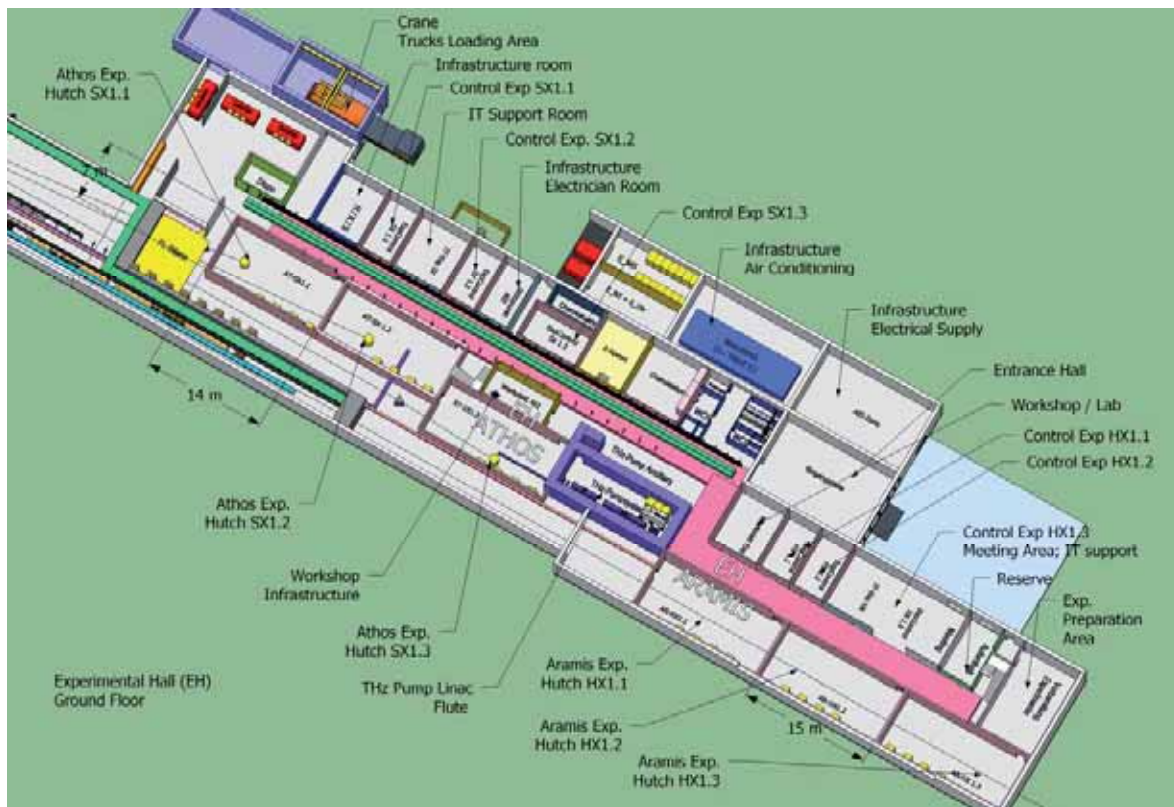 Crane
Trucks Loading Area
Infrastructure room
Control Exp SX1.1
IT Support Room
Control Exp. SX1.2
Infrastructure
Electrician Room
Control Exp SX1.3
Infrastructure
Air Conditioning
Infrastructure
Electrical Supply
Entrance Hall
Workshop / Lab
Control Exp HX1.1
Control Exp HX1.2
Control Exp HX1.3
Meeting Area; IT support
Reserve
Exp.
Preparation
Area
Athos Exp.
Hutch SX1.1
7 m
14 m
EH
ATHOS
THz Pump Ancillary
EH
ARAMIS
Athos Exp.
Hutch SX1.2
Workshop
Infrastructure
Athos Exp.
Hutch SX1.3
THz Pump Linac
Flute
Aramis Exp.
Hutch HX1.1
Aramis Exp.
Hutch HX1.2
Aramis Exp.
Hutch HX1.3
15 m
Experimental Hall (EH)
Ground Floor